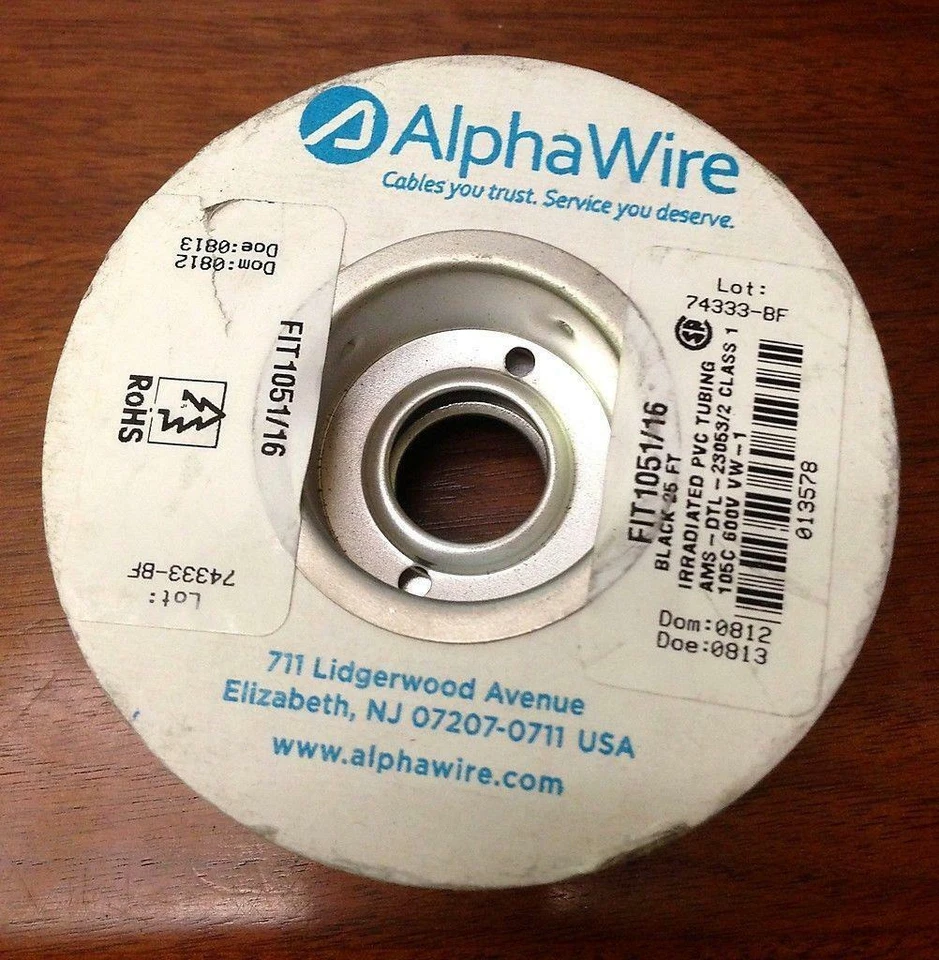 AlphaWire
Cables you trust. Service you deserve.
Dom:0812
Doe:0813
FIT1051/16
RoHS
Lot:
74333-BF
Lot:
74333-BF
FIT1051/16
BLACK 25 FT
IRRADIATED PVC TUBING
AMS-DTL-23053/2 CLASS 1
105C 600V VW-1
013578
Dom:0812
Doe:0813
711 Lidgerwood Avenue
Elizabeth, NJ 07207-0711 USA
www.alphawire.com